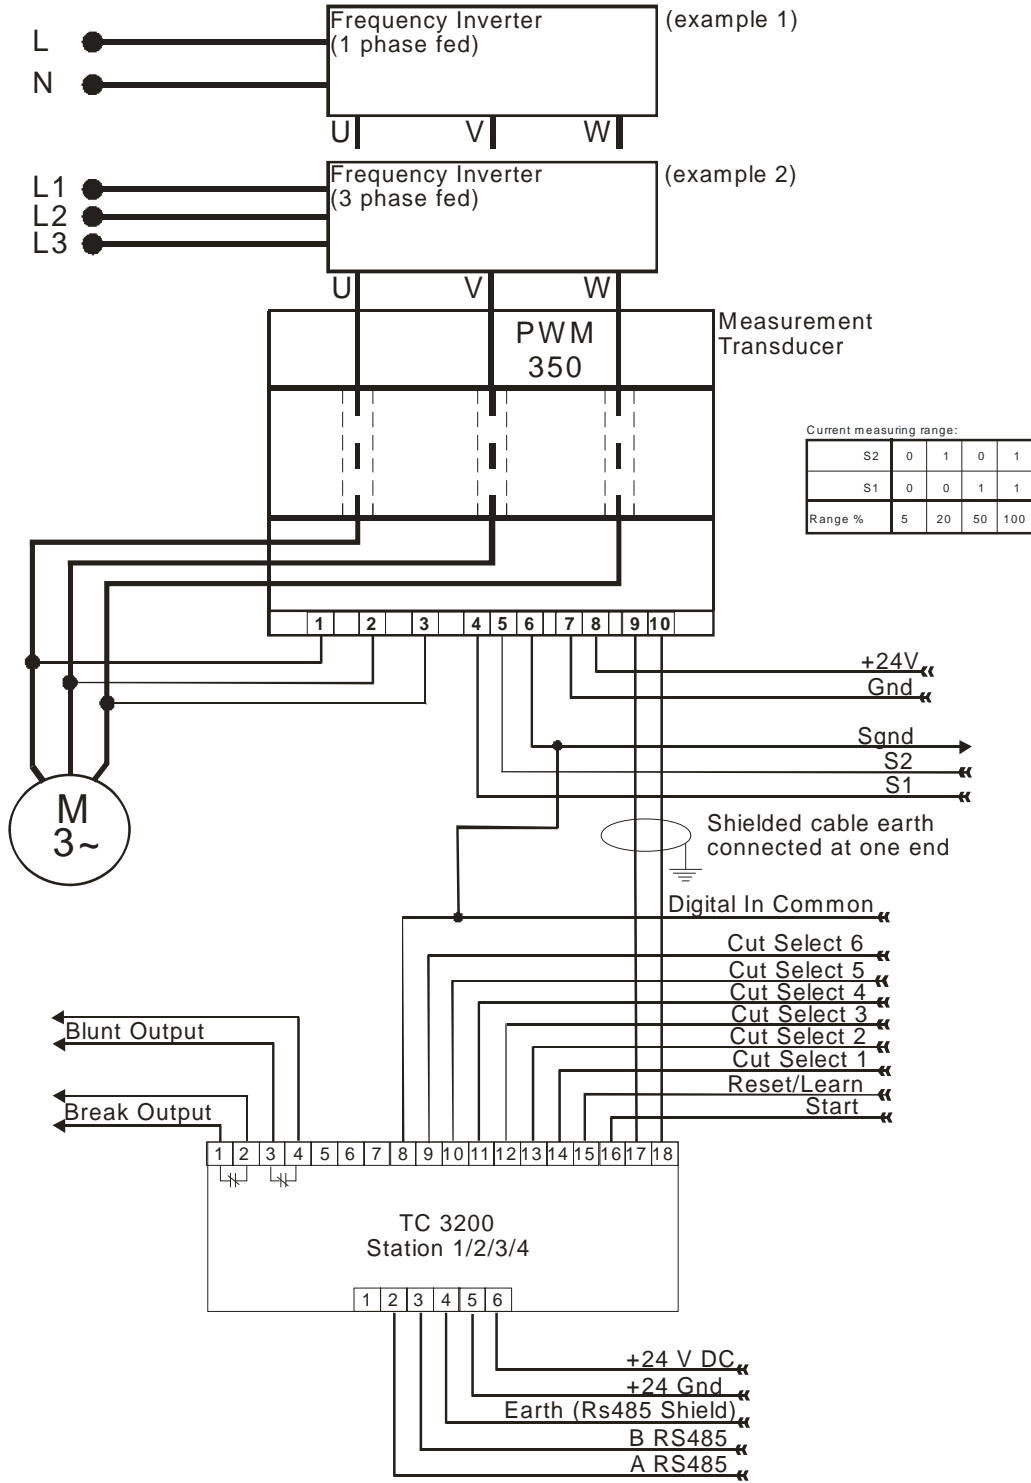 Frequency Inverter
(1 phase fed)
(example 1)
L
N
U V W
Frequency Inverter
(3 phase fed)
(example 2)
L1
L2
L3
U V W
PWM
350
Measurement
Transducer
Current measuring range:
S2 0 1 0 1
S1 0 0 1 1
Range % 5 20 50 100
1 2 3 4 5 6 7 8 9 10
+24V
Gnd
Sgnd
S2
S1
M
3~
Shielded cable earth
connected at one end
Digital In Common
Cut Select 6
Cut Select 5
Cut Select 4
Cut Select 3
Cut Select 2
Cut Select 1
Reset/Learn
Start
Blunt Output
Break Output
1 2 3 4 5 6 7 8 9 10 11 12 13 14 15 16 17 18
TC 3200
Station 1/2/3/4
1 2 3 4 5 6
+24 V DC
+24 Gnd
Earth (Rs485 Shield)
B RS485
A RS485